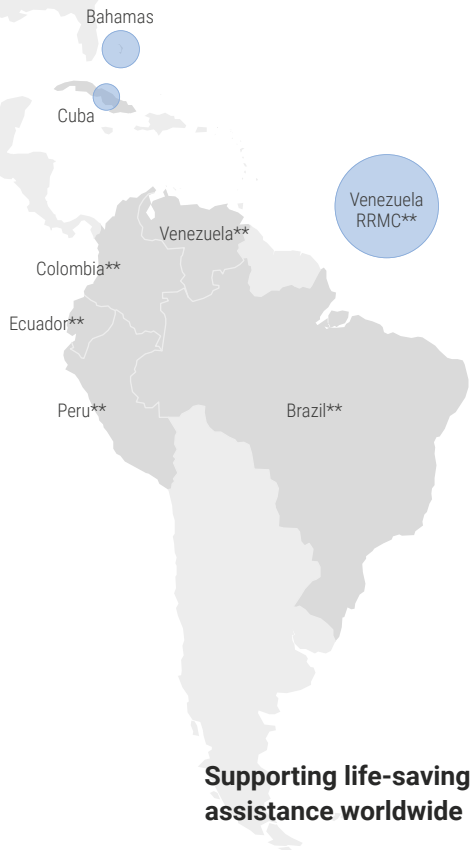 Bahamas
Cuba
Venezuela
RRMC**
Venezuela**
Colombia**
Ecuador**
Peru**
Brazil**
Supporting life-saving
assistance worldwide